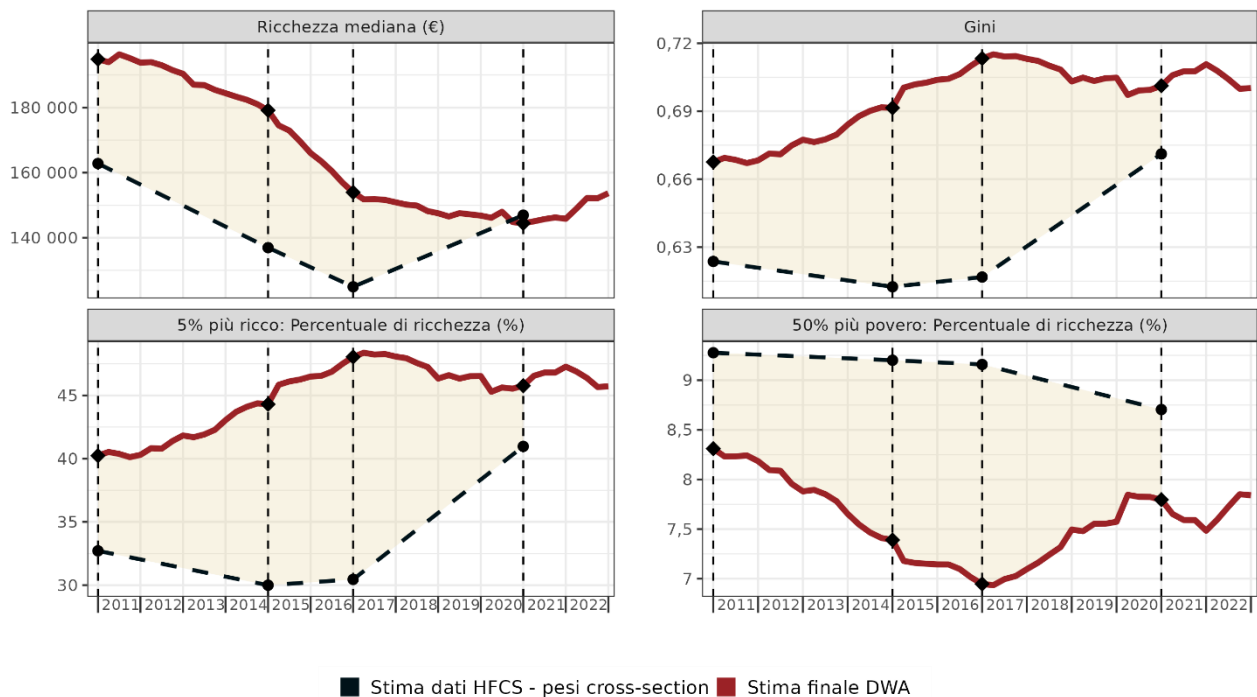 Ricchezza mediana (€)
180 000
160 000
140 000
Gini
0,72
0,69
0,66
0,63
5% più ricco: Percentuale di ricchezza (%)
45
40
35
30
2011 2012 2013 2014 2015 2016 2017 2018 2019 2020 2021 2022
50% più povero: Percentuale di ricchezza (%)
9
8,5
8
7,5
7
2011 2012 2013 2014 2015 2016 2017 2018 2019 2020 2021 2022
Stima dati HFCS - pesi cross-section Stima finale DWA